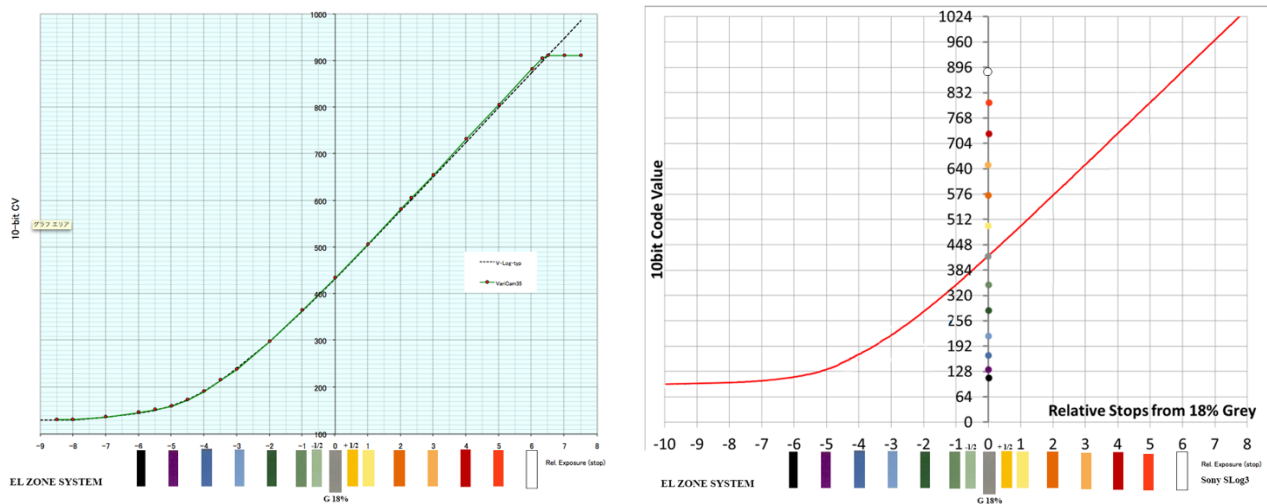 1000
900
800
700
600
500
400
300
200
100
10-bit CV
グラフ エリア
V-Log-typ
VariCam35
-9 -8 -7 -6 -5 -4 -3 -2 -1 0 1 2 3 4 5 6 7 8
-1/2 + 1/2
Rel. Exposure (stop)
EL ZONE SYSTEM
G 18%
1024
960
896
832
768
704
640
576
512
448
384
320
256
192
128
64
0
10bit Code Value
Relative Stops from 18% Grey
-10 -9 -8 -7 -6 -5 -4 -3 -2 -1 0 1 2 3 4 5 6 7 8
-1/2 + 1/2
Rel. Exposure (stop)
EL ZONE SYSTEM
Sony SLog3
G 18%